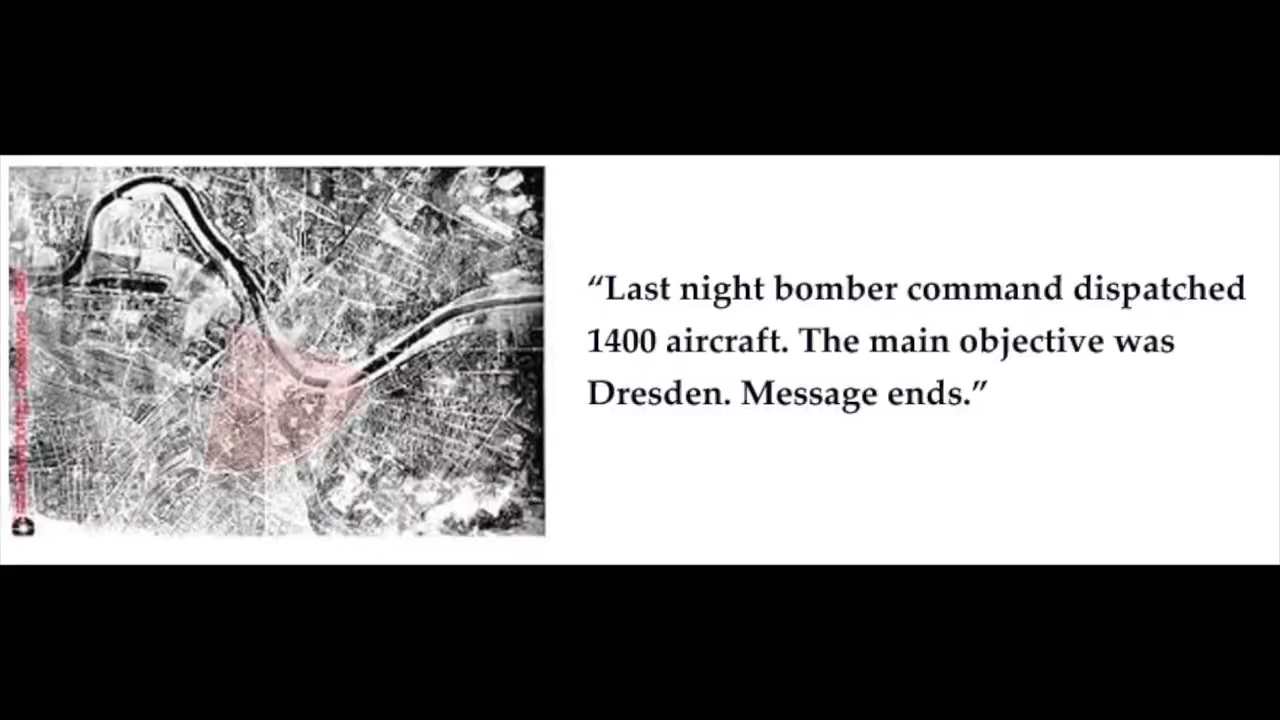 “Last night bomber command dispatched
1400 aircraft. The main objective was
Dresden. Message ends.”